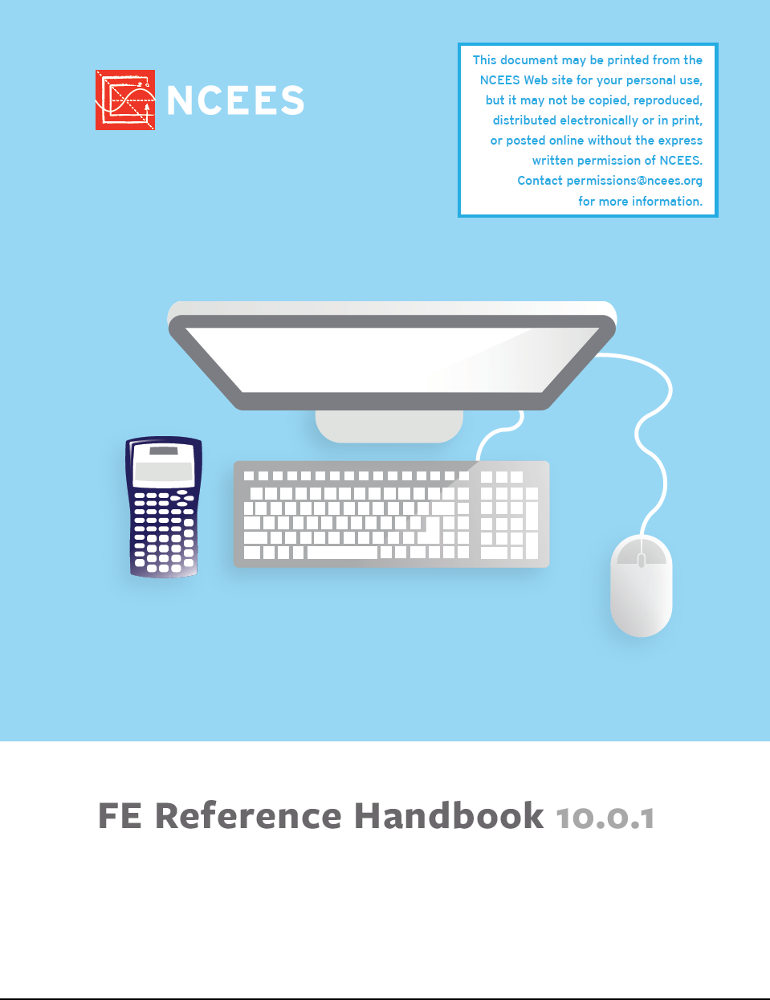 NCEES
This document may be printed from the
NCEES Web site for your personal use,
but it may not be copied, reproduced,
distributed electronically or in print,
or posted online without the express
written permission of NCEES.
Contact permissions@ncees.org
for more information.
FE Reference Handbook 10.0.1